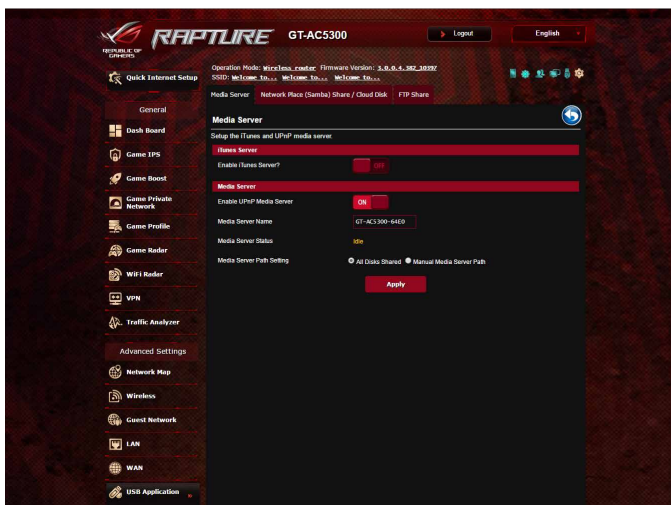 REPUBLIC OF
GAMERS
RAPTURE
GT-AC5300
Logout
English
Operation Mode: Wireless router Firmware Version: 3.0.0.4.382_10397
SSID: Welcome to... Welcome to... Welcome to...
Quick Internet Setup
General
Dash Board
Game IPS
Game Boost
Game Private
Network
Game Profile
Game Radar
WiFi Radar
VPN
Traffic Analyzer
Advanced Settings
Network Map
Wireless
Guest Network
LAN
WAN
USB Application
Media Server Network Place (Samba) Share / Cloud Disk FTP Share
Media Server
Setup the iTunes and UPnP media server.
iTunes Server
Enable iTunes Server? OFF
Media Server
Enable UPnP Media Server ON
Media Server Name GT-AC5300-64E0
Media Server Status Idle
Media Server Path Setting All Disks Shared Manual Media Server Path
Apply